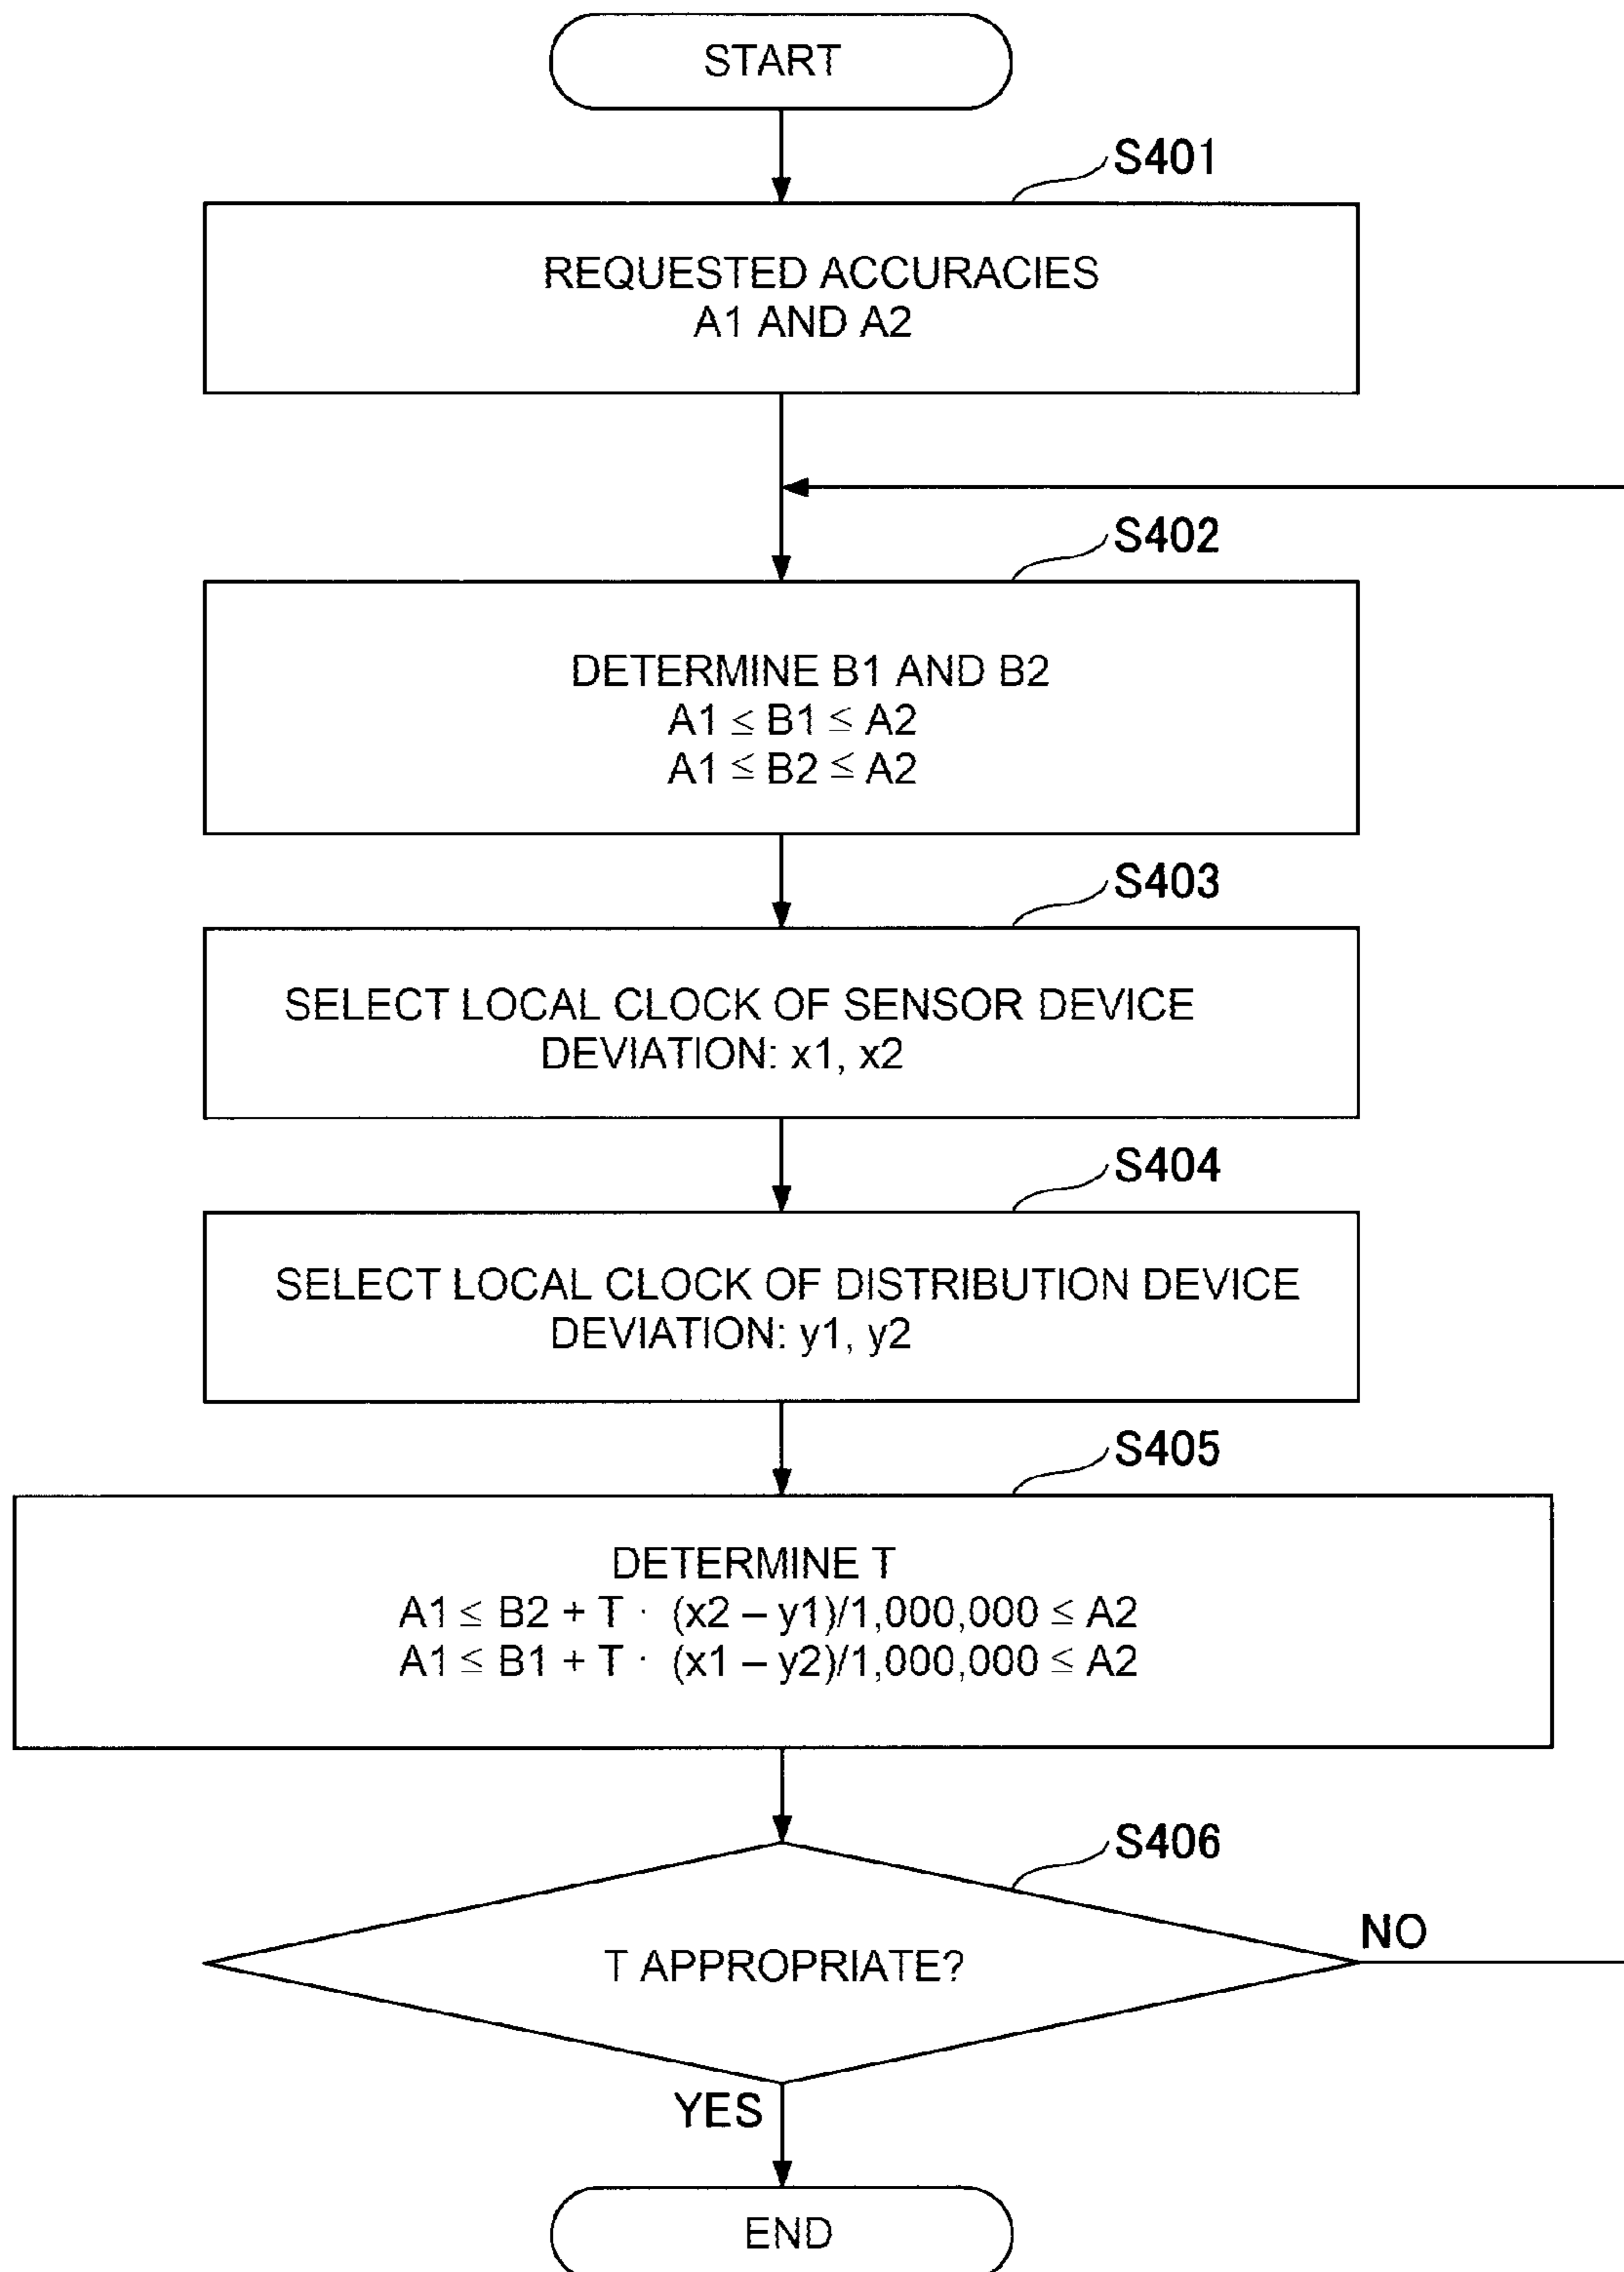 START
S401
REQUESTED ACCURACIES
A1 AND A2
S402
DETERMINE B1 AND B2
A1 ≤ B1 ≤ A2
A1 ≤ B2 ≤ A2
S403
SELECT LOCAL CLOCK OF SENSOR DEVICE
DEVIATION: x1, x2
S404
SELECT LOCAL CLOCK OF DISTRIBUTION DEVICE
DEVIATION: y1, y2
S405
DETERMINE T
A1 ≤ B2 + T · (x2 – y1)/1,000,000 ≤ A2
A1 ≤ B1 + T · (x1 – y2)/1,000,000 ≤ A2
S406
T APPROPRIATE?
NO
YES
END